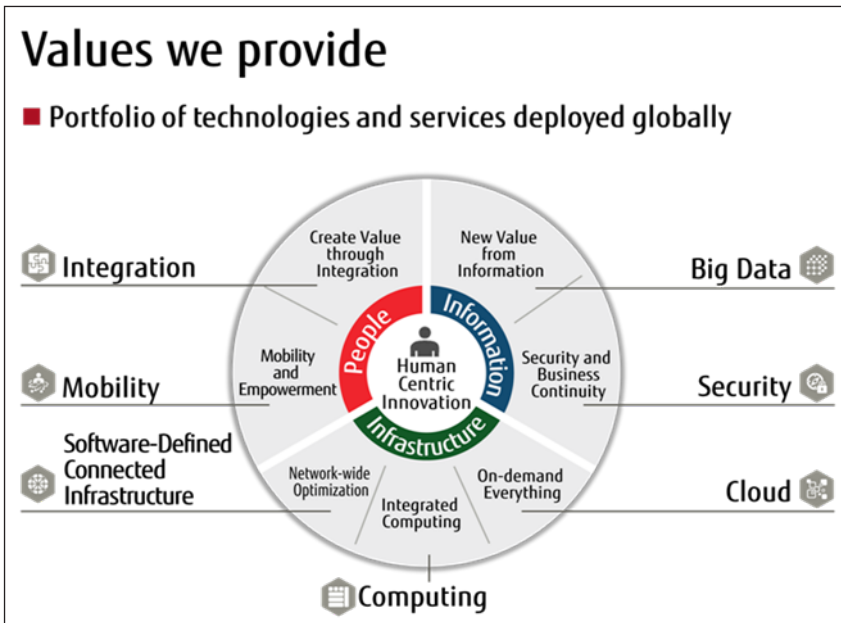 Values we provide
Portfolio of technologies and services deployed globally
Create Value
through
Integration
New Value
from
Information
Integration
Big Data
People
Information
Mobility
and
Empowerment
Human
Centric
Innovation
Security and
Business
Continuity
Mobility
Security
Infrastructure
Software-Defined
Connected
Infrastructure
Network-wide
Optimization
Integrated
Computing
On-demand
Everything
Cloud
Computing